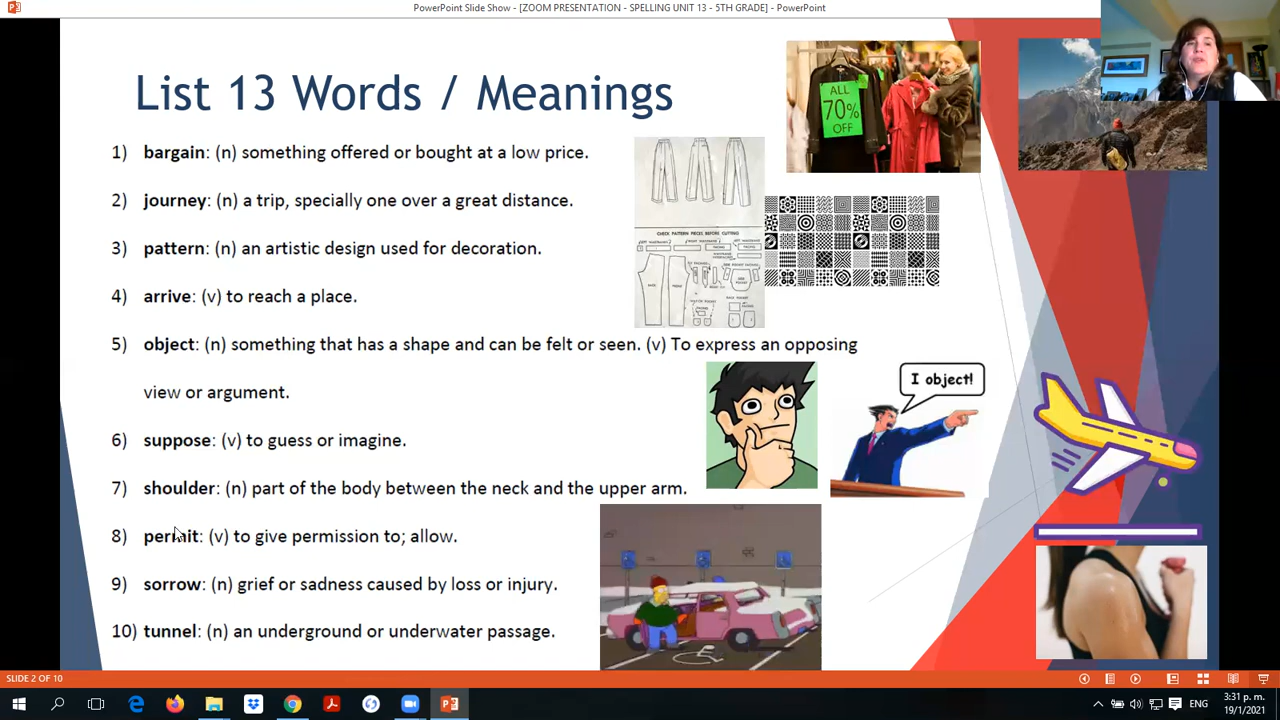 PowerPoint Slide Show - [ZOOM PRESENTATION - SPELLING UNIT 13 - 5TH GRADE] - PowerPoint
List 13 Words / Meanings
ALL
70%
OFF
1) bargain: (n) something offered or bought at a low price.
2) journey: (n) a trip, specially one over a great distance.
3) pattern: (n) an artistic design used for decoration.
CHECK PATTERN PIECES BEFORE CUTTING
4) arrive: (v) to reach a place.
5) object: (n) something that has a shape and can be felt or seen. (v) To express an opposing
view or argument.
I object!
6) suppose: (v) to guess or imagine.
7) shoulder: (n) part of the body between the neck and the upper arm.
8) permit: (v) to give permission to; allow.
9) sorrow: (n) grief or sadness caused by loss or injury.
10) tunnel: (n) an underground or underwater passage.
SLIDE 2 OF 10
3:31 p. m.
19/1/2021